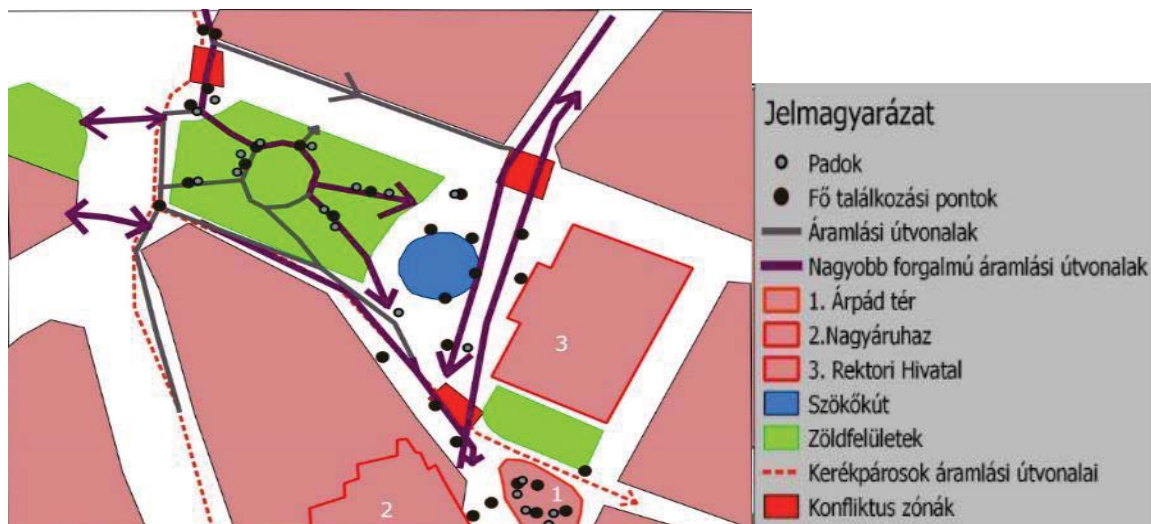 3
1
2
Jelmagyarázat
Padok
Fő találkozási pontok
Áramlási útvonalak
Nagyobb forgalmú áramlási útvonalak
1. Árpád tér
2.Nagyáruhaz
3. Rektori Hivatal
Szökőkút
Zöldfelületek
Kerékpárosok áramlási útvonalai
Konfliktus zónák